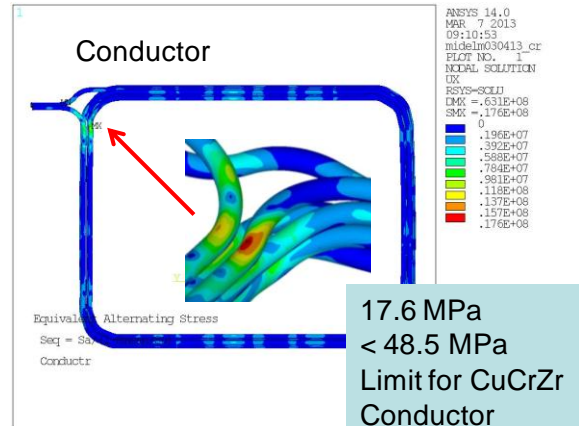 1
Conductor
ANSYS 14.0
MAR 7 2013
09:10:53
midelm030413_cr
PLOT NO. 1
NODAL SOLUTION
UX
RSYS=SOLU
DMX =.631E+08
SMX =.176E+08
0
.196E+07
.392E+07
.588E+07
.784E+07
.981E+07
.118E+08
.137E+08
.157E+08
.176E+08
MX
Y
Equivalent Alternating Stress
Seq = Sa/
Conductr
17.6 MPa
< 48.5 MPa
Limit for CuCrZr
Conductor